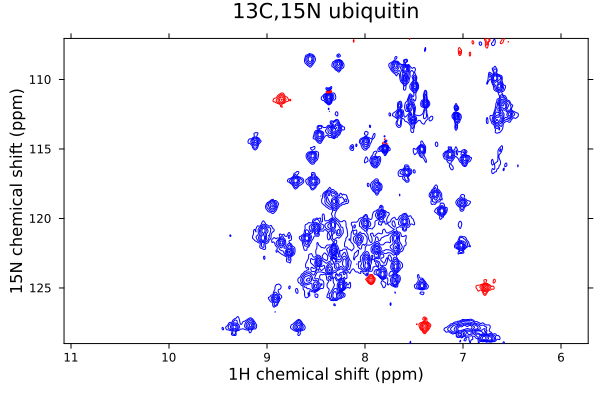 13C,15N ubiquitin
110
115
120
125
15N chemical shift (ppm)
11 10 9 8 7 6
1H chemical shift (ppm)